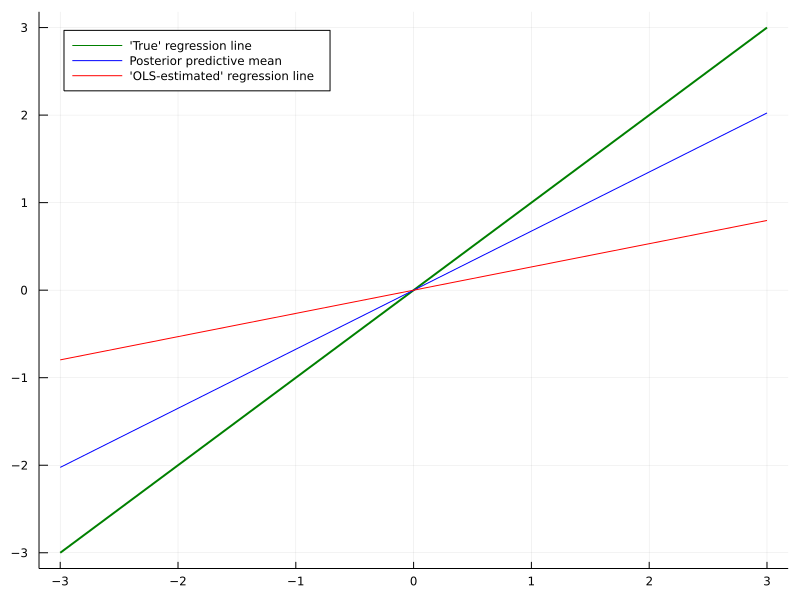 'True' regression line
Posterior predictive mean
'OLS-estimated' regression line
3
2
1
0
−1
−2
−3
−3 −2 −1 0 1 2 3